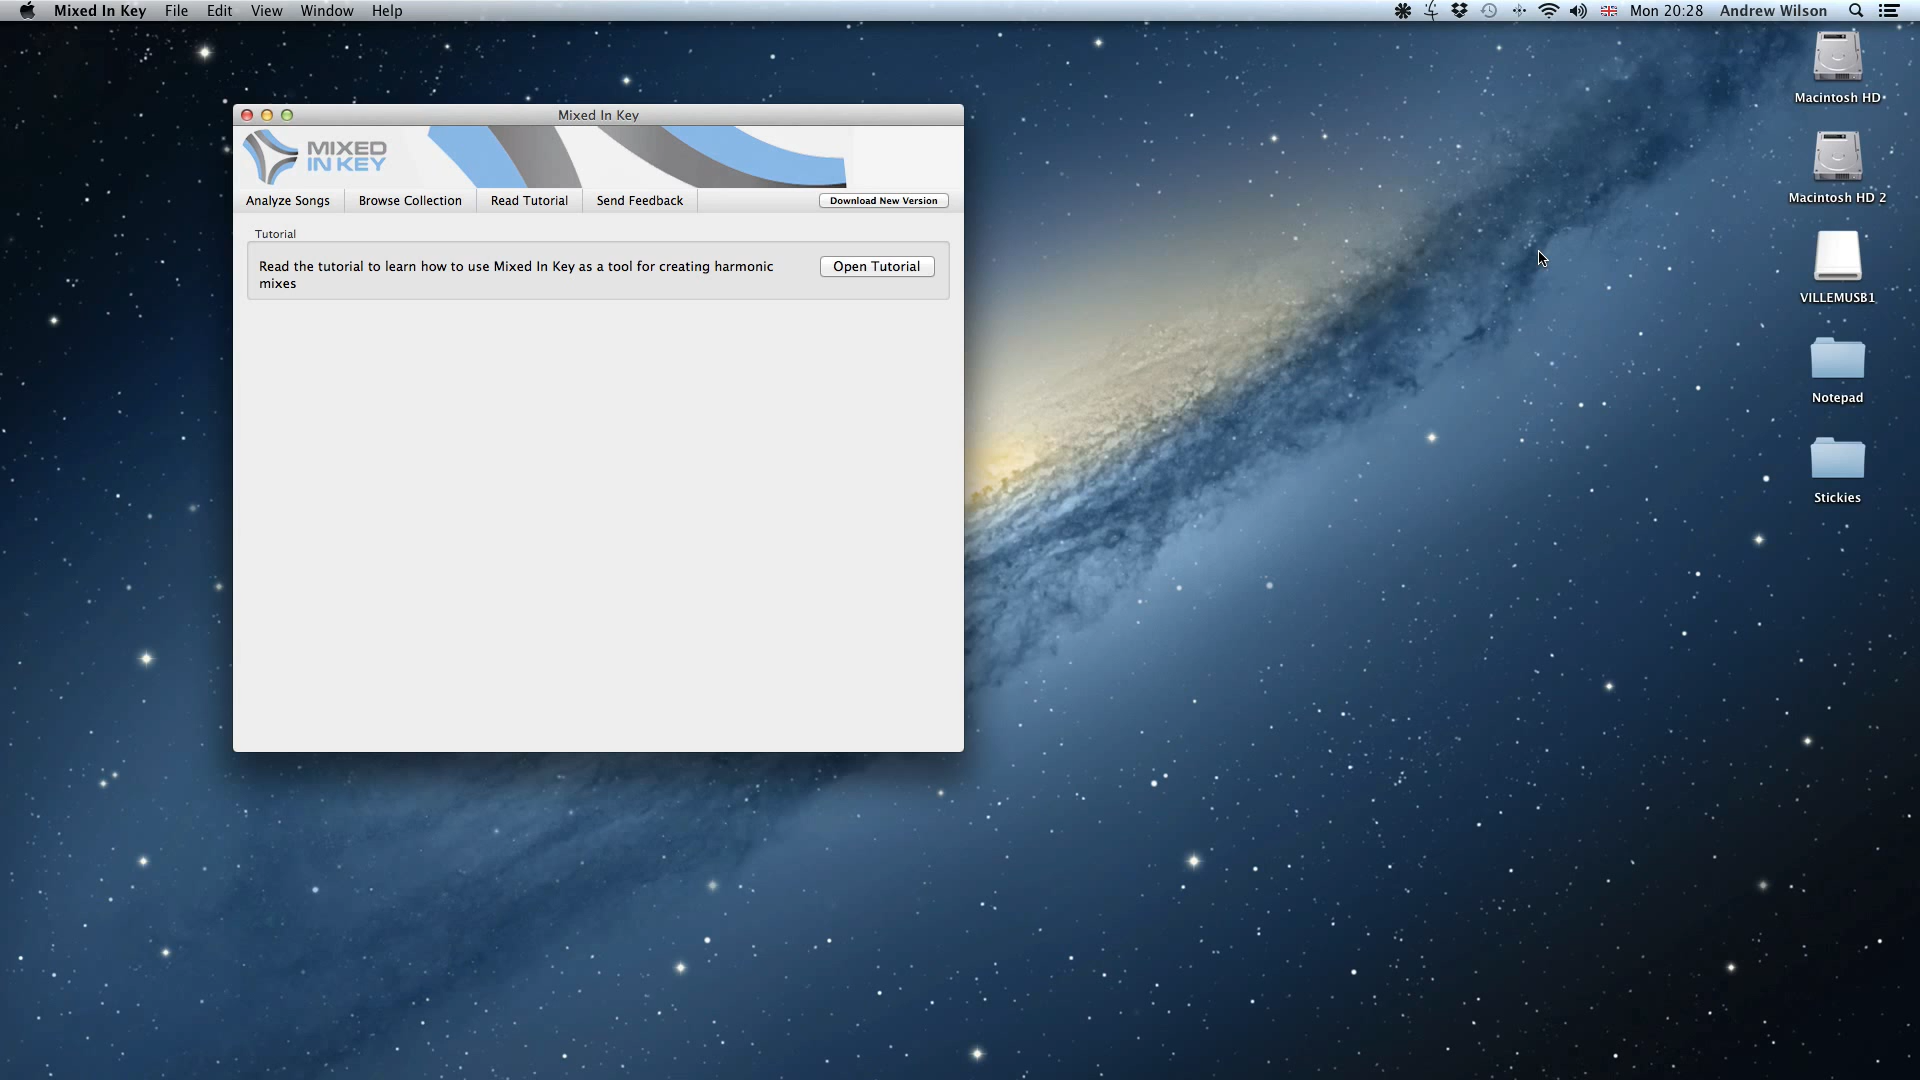 Mixed In Key File Edit View Window Help Mon 20:28 Andrew Wilson
Macintosh HD
Macintosh HD 2
VILLEMUSB1
Notepad
Stickies
Mixed In Key
MIXED
IN KEY
Analyze Songs Browse Collection Read Tutorial Send Feedback Download New Version
Tutorial
Read the tutorial to learn how to use Mixed In Key as a tool for creating harmonic
mixes
Open Tutorial